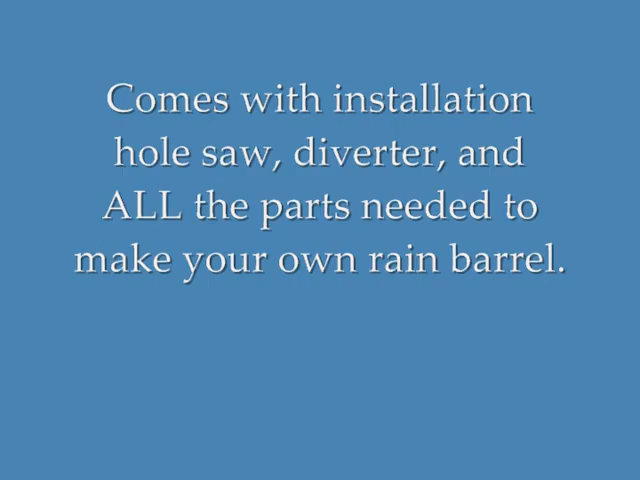 Comes with installation
hole saw, diverter, and
ALL the parts needed to
make your own rain barrel.